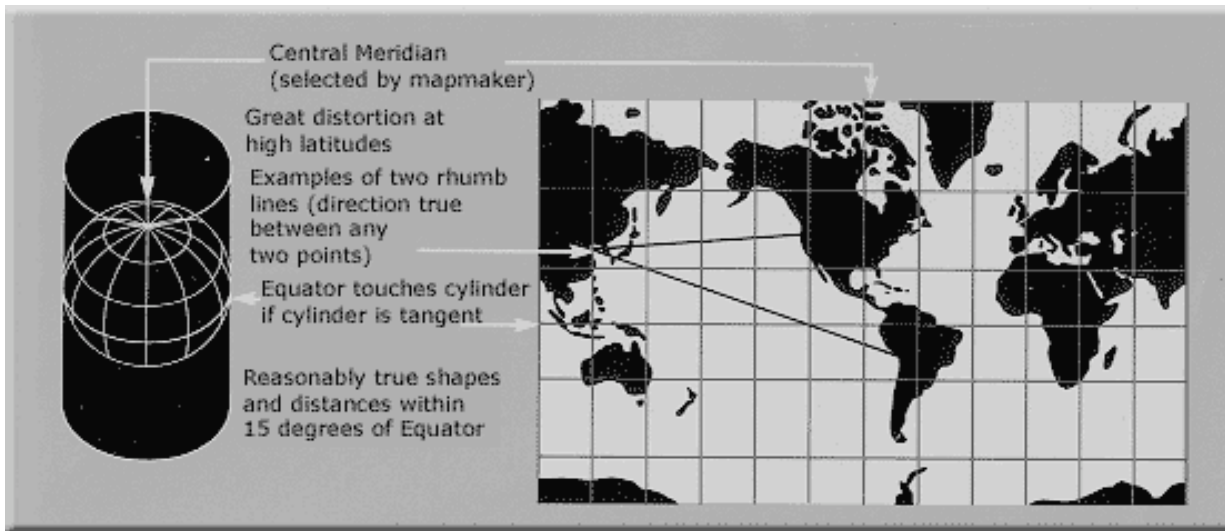 Central Meridian
(selected by mapmaker)
Great distortion at
high latitudes
Examples of two rhumb
lines (direction true
between any
two points)
Equator touches cylinder
if cylinder is tangent
Reasonably true shapes
and distances within
15 degrees of Equator